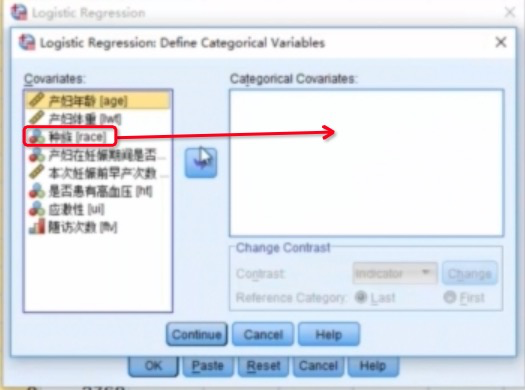 Logistic Regression
Logistic Regression: Define Categorical Variables
Covariates:
Categorical Covariates:
产妇年龄 [age]
产妇体重 [lwt]
种族 [race]
产妇在妊娠期间是否...
本次妊娠前早产次数 ...
是否患有高血压 [ht]
应激性 [ui]
随访次数 [ftv]
Change Contrast
Contrast: Indicator Change
Reference Category: Last First
Continue Cancel Help
OK Paste Reset Cancel Help